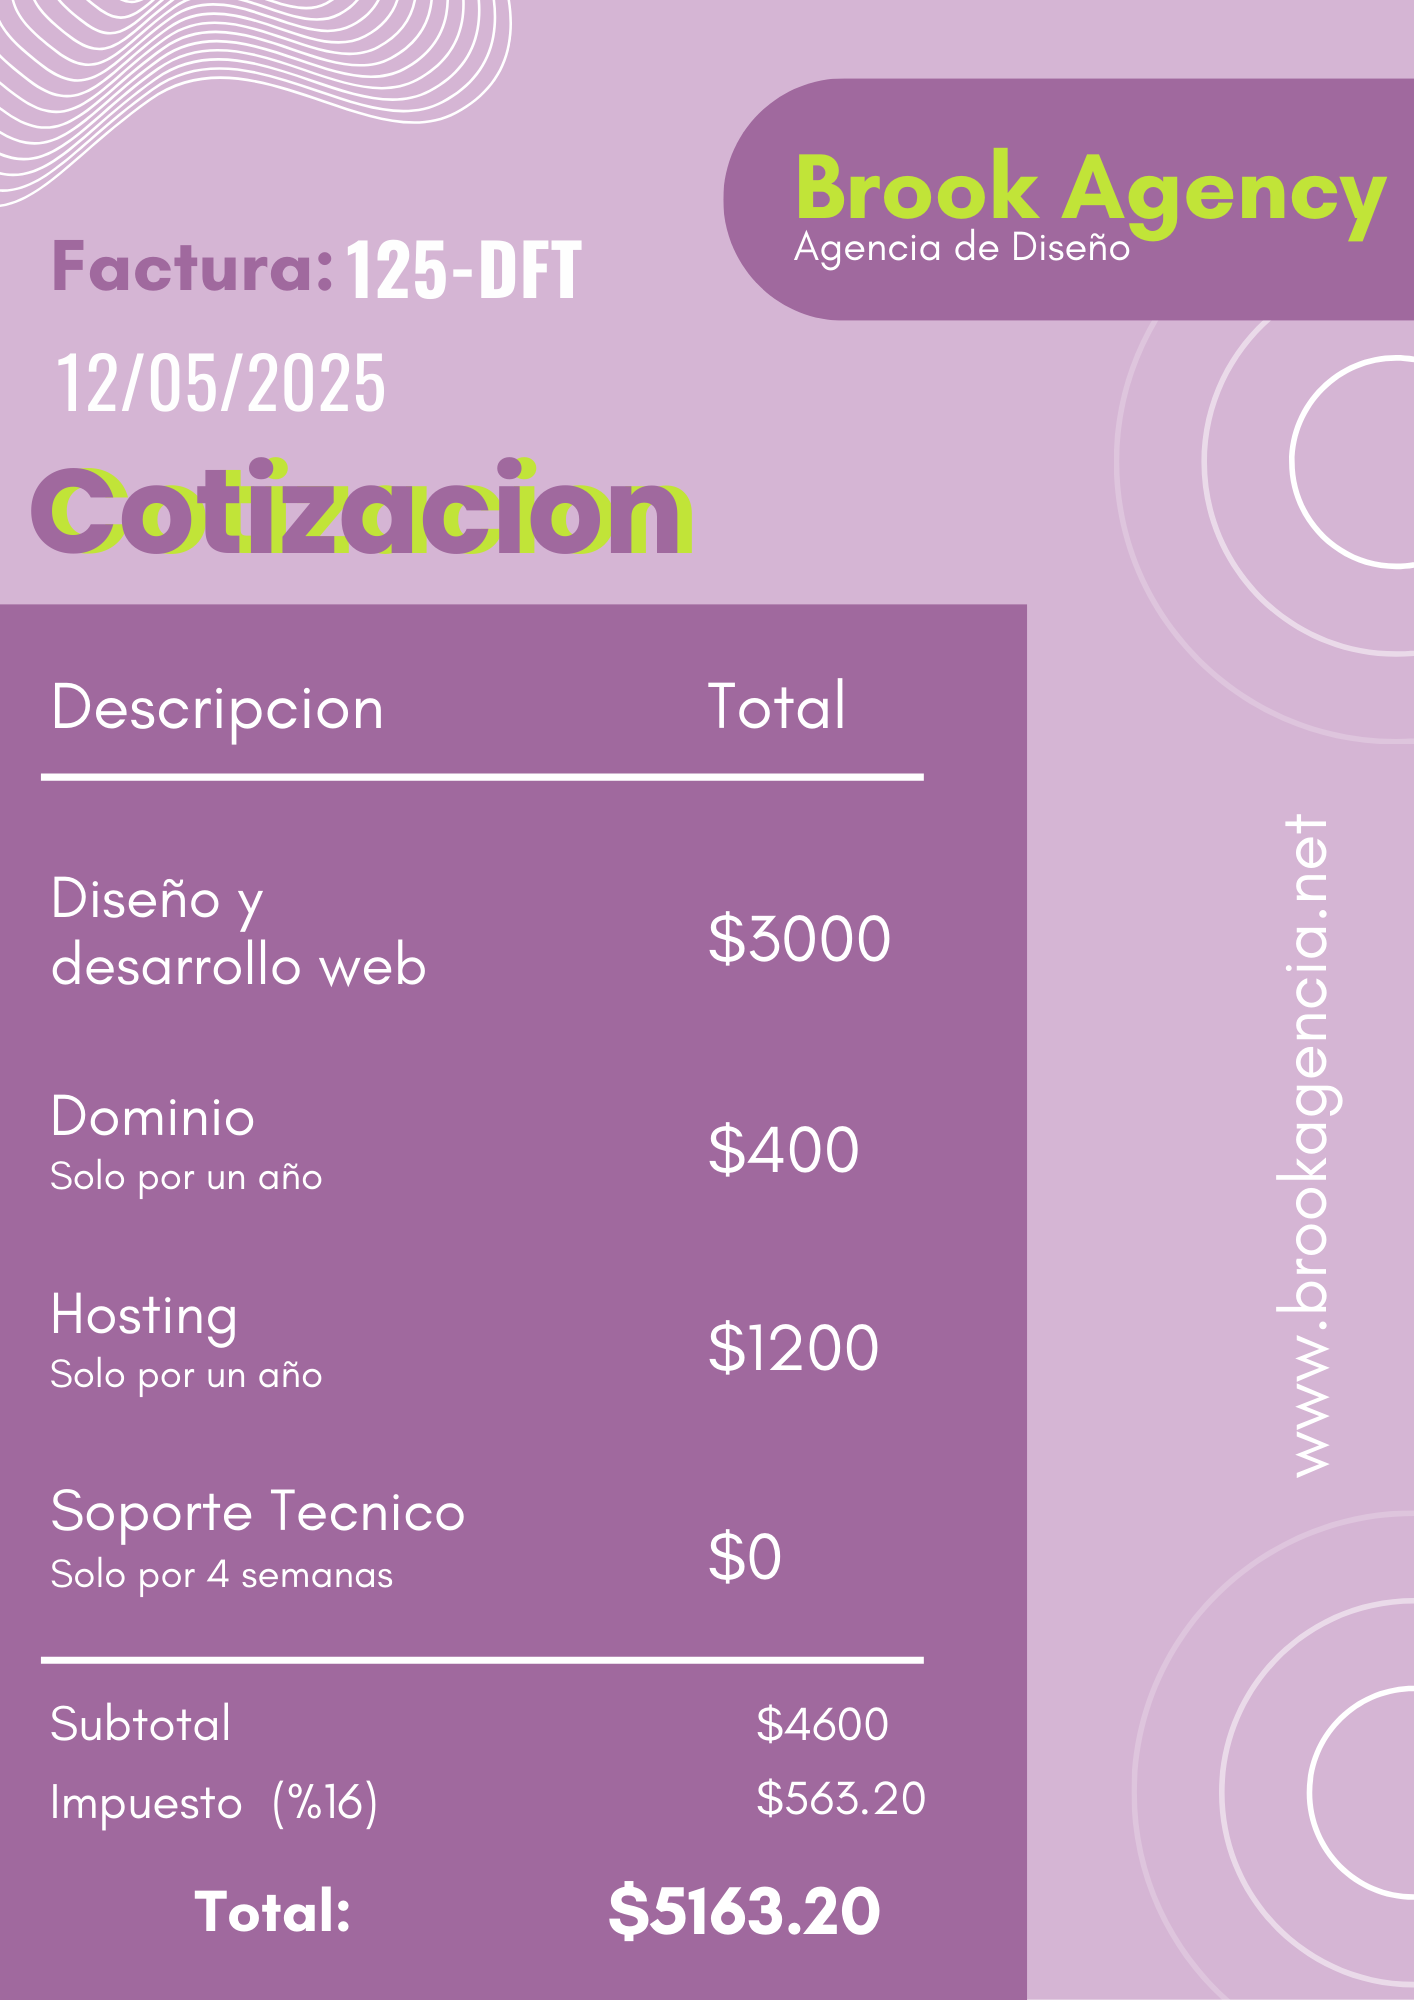 Brook Agency
Agencia de Diseño
Factura: 125-DFT
12/05/2025
Cotizacion
Descripcion Total
Diseño y
desarrollo web
$3000
Dominio
Solo por un año
$400
Hosting
Solo por un año
$1200
Soporte Tecnico
Solo por 4 semanas
$0
Subtotal $4600
Impuesto (%16) $563.20
Total: $5163.20
www.brookagencia.net